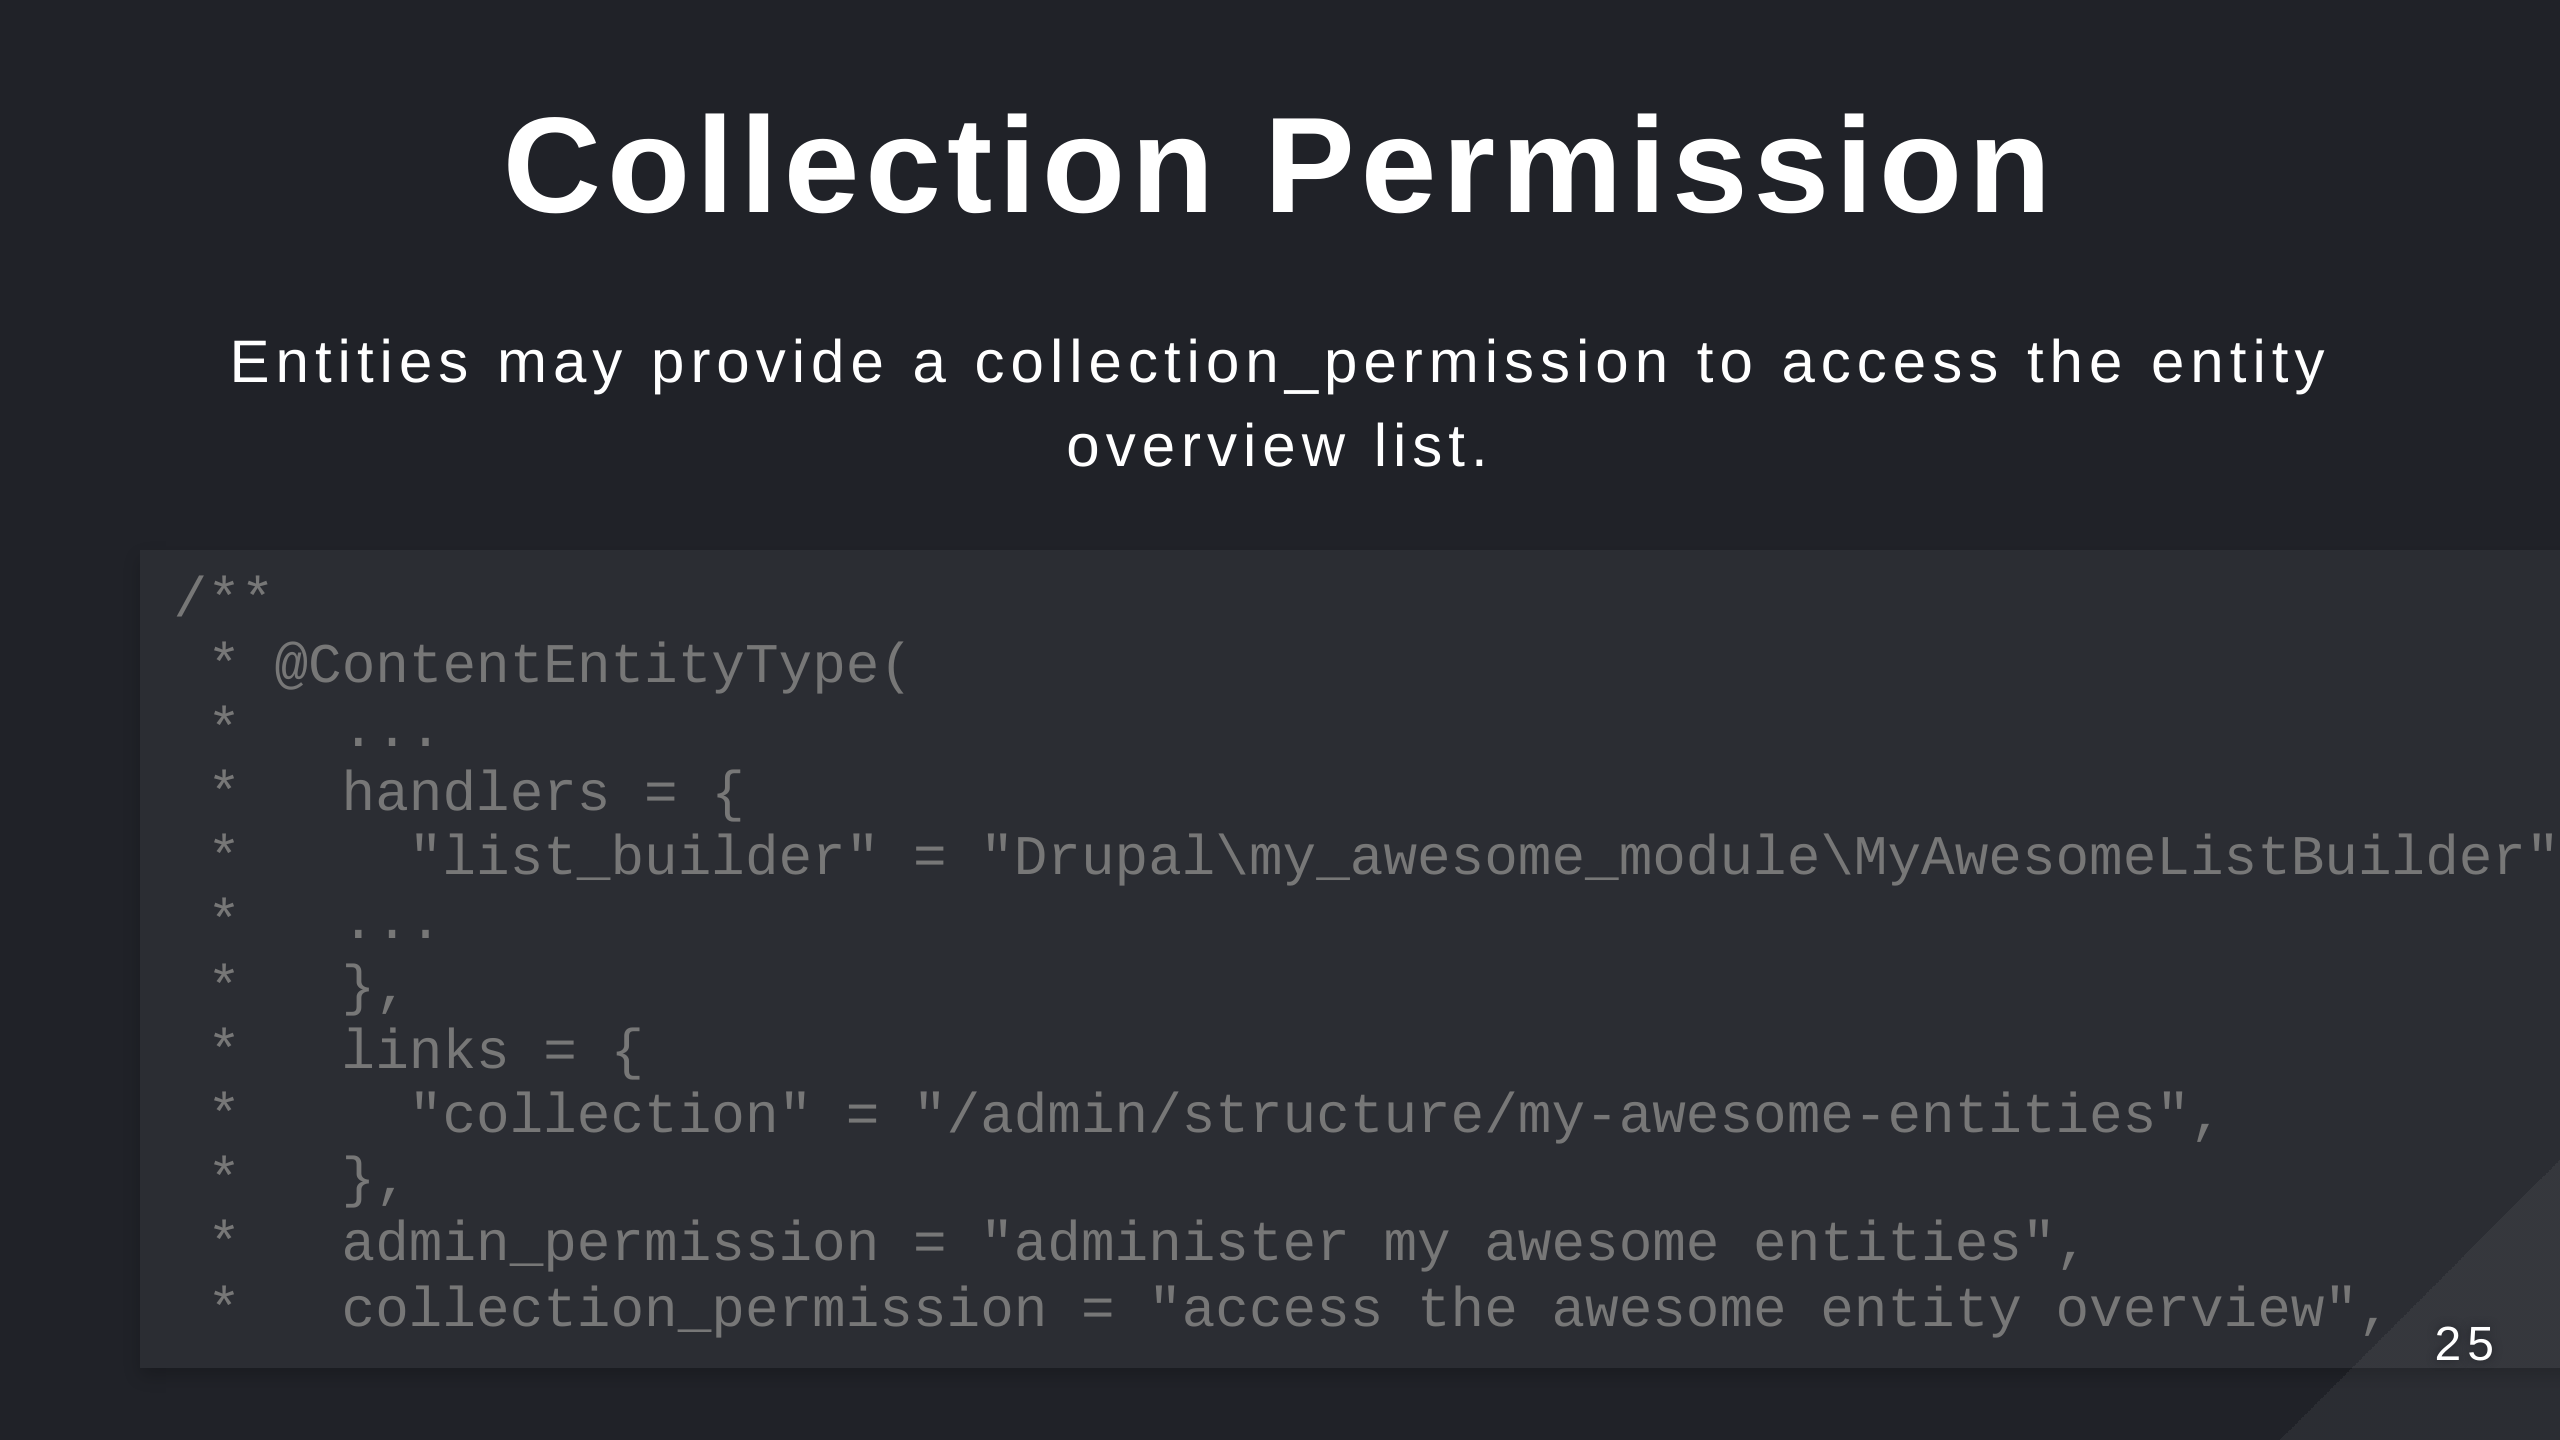 Collection Permission
Entities may provide a collection_permission to access the entity
overview list.
/**
 * @ContentEntityType(
 *   ...
 *   handlers = {
 *     "list_builder" = "Drupal\my_awesome_module\MyAwesomeListBuilder"
 *   ...
 *   },
 *   links = {
 *     "collection" = "/admin/structure/my-awesome-entities",
 *   },
 *   admin_permission = "administer my awesome entities",
 *   collection_permission = "access the awesome entity overview",
25